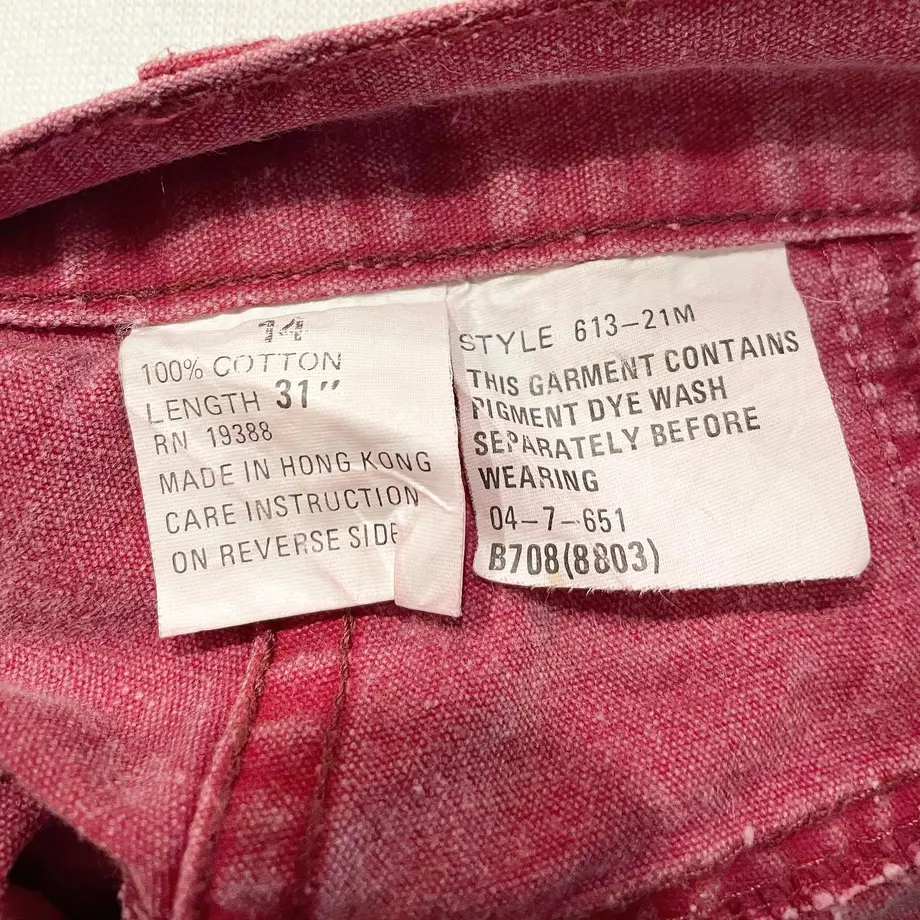 14
100% COTTON
LENGTH 31"
RN 19388
MADE IN HONG KONG
CARE INSTRUCTION
ON REVERSE SIDE
STYLE 613-21M
THIS GARMENT CONTAINS
PIGMENT DYE WASH
SEPARATELY BEFORE
WEARING
04-7-651
B708(8803)